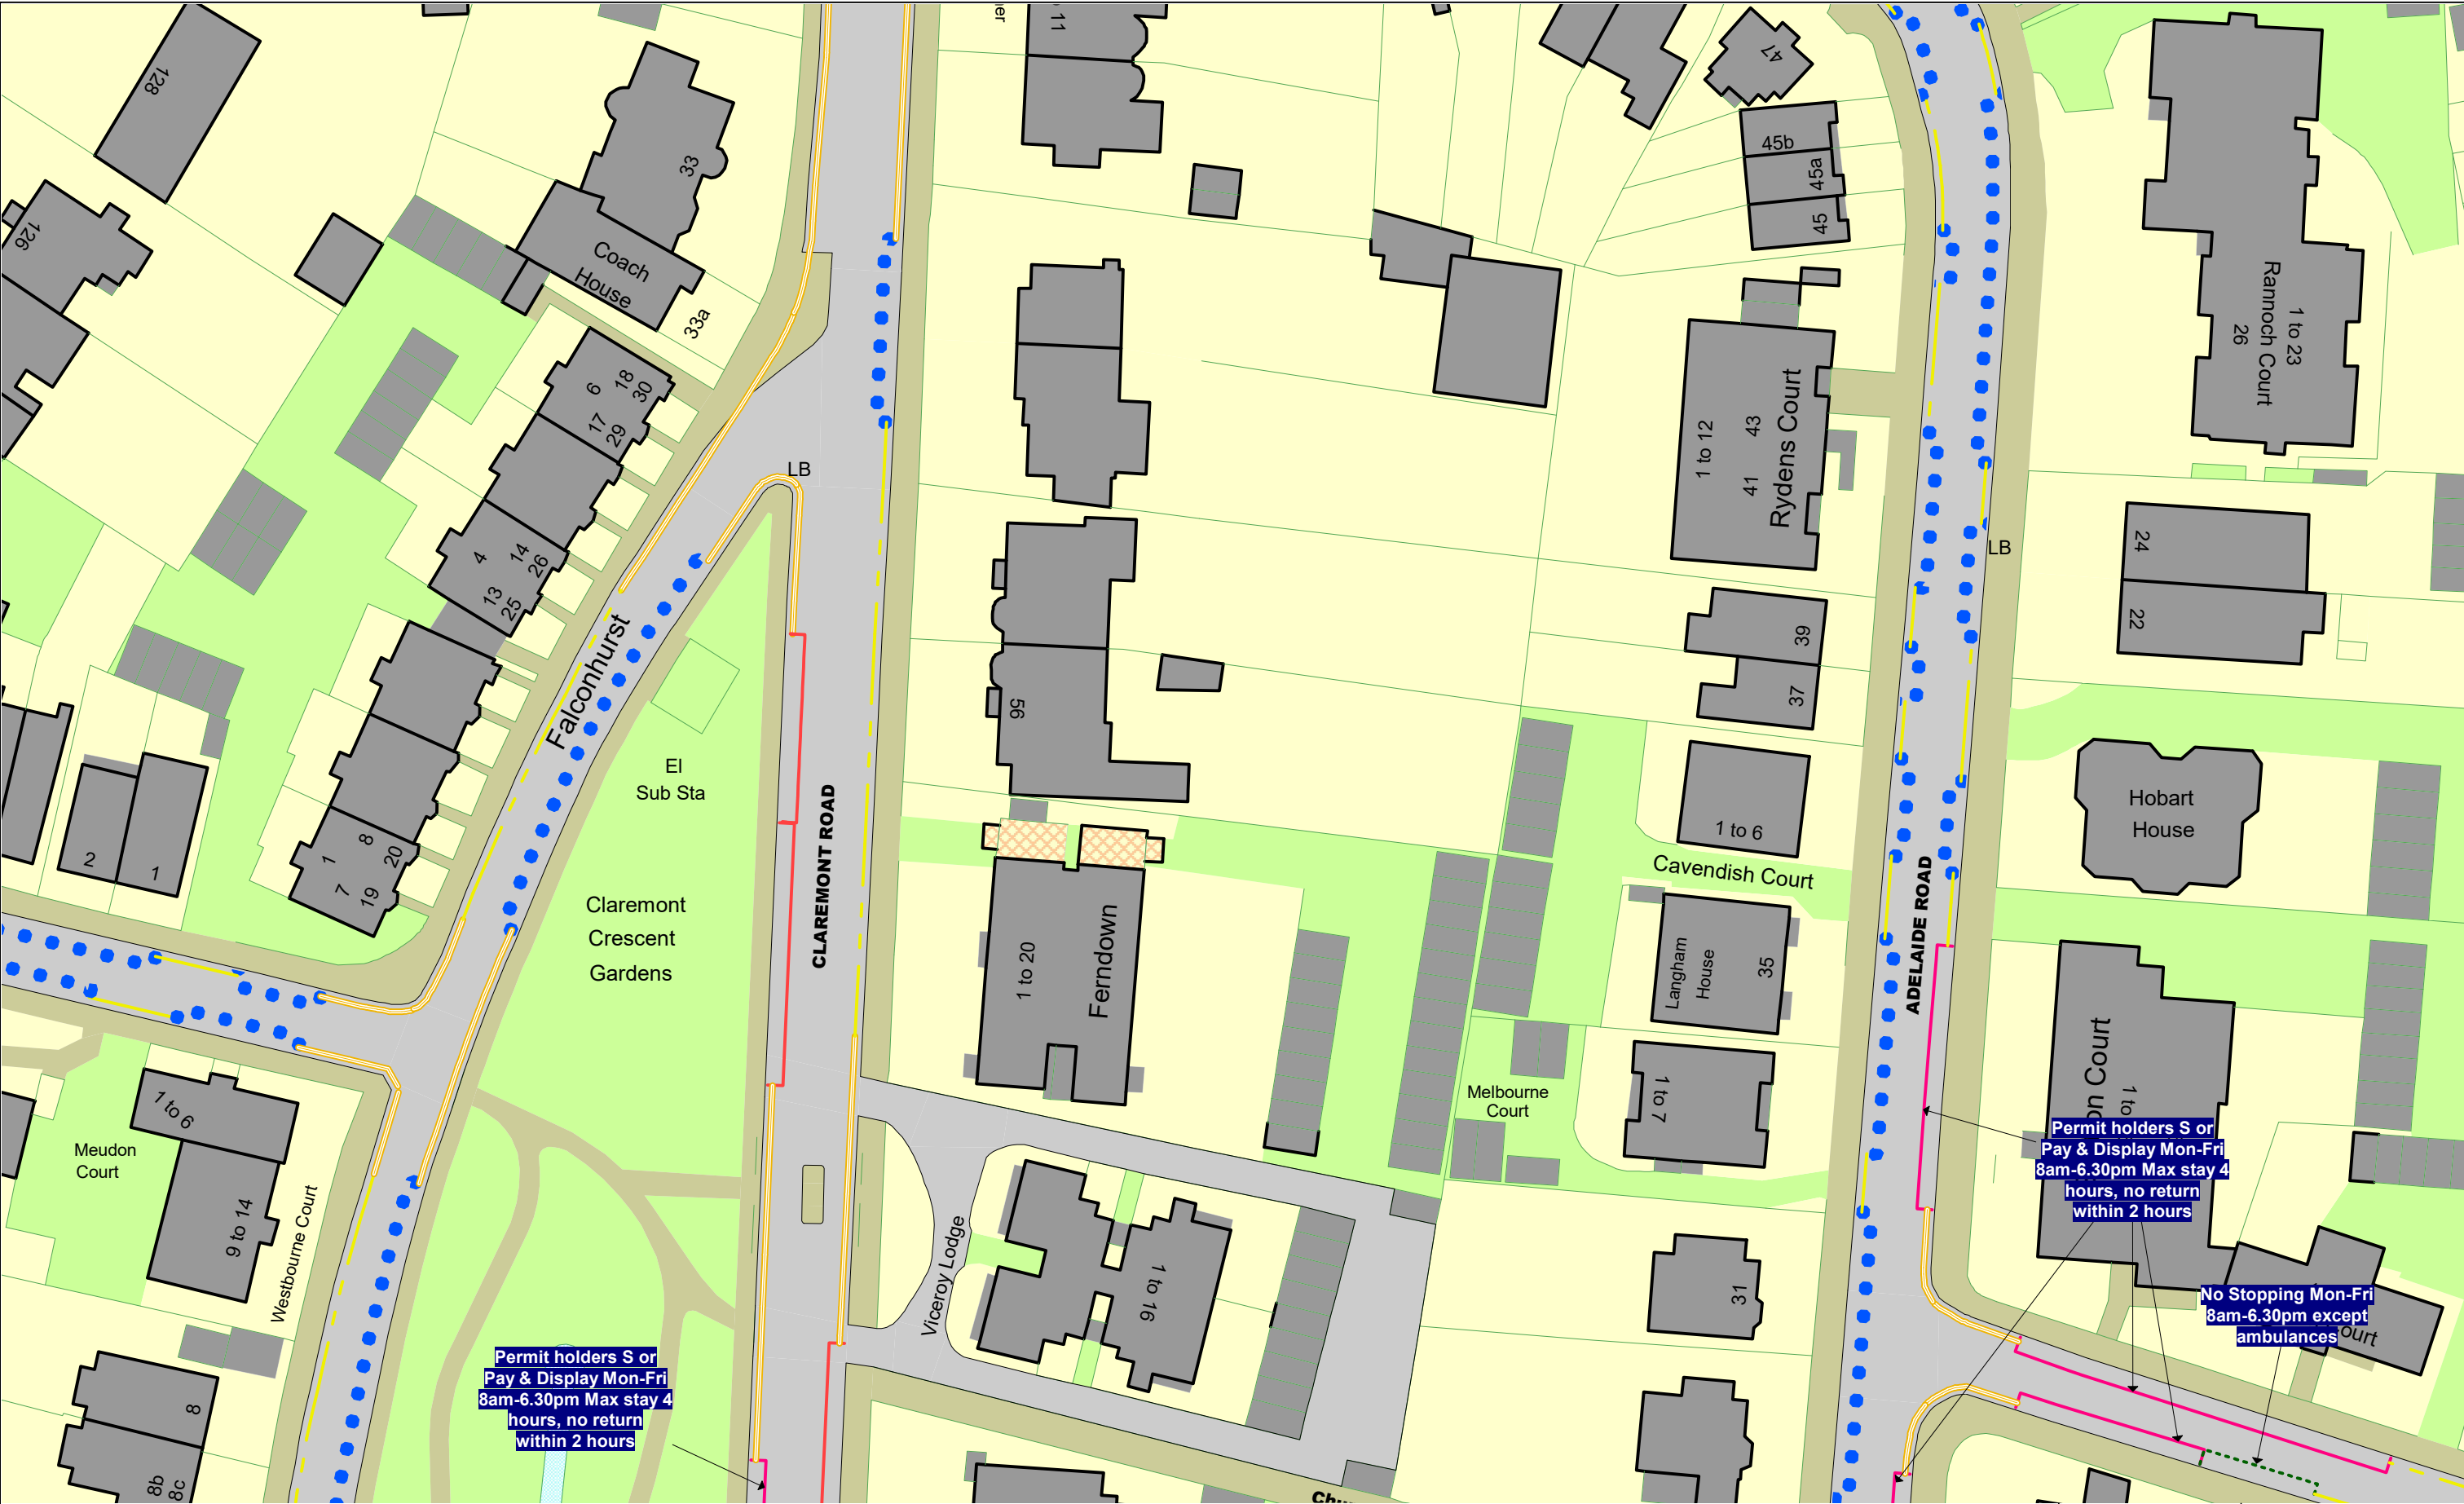 128
33
11
47
45b
45a
45
126
Coach
House
33a
Rannoch Court
1 to 23
26
6
18
30
17
29
LB
1 to 12
43
41
Rydens Court
24
22
LB
4
14
26
13
25
39
37
Falconhurst
56
El
Sub Sta
CLAREMONT ROAD
1 to 6
Cavendish Court
Hobart
House
1
8
20
7
19
2
1
Claremont
Crescent
Gardens
1 to 20
Ferndown
Langham
House
35
ADELAIDE ROAD
on Court
1 to
1 to 6
Meudon
Court
9 to 14
Westbourne Court
Melbourne
Court
1 to 7
Permit holders S or
Pay & Display Mon-Fri
8am-6.30pm Max stay 4
hours, no return
within 2 hours
Viceroy Lodge
1 to 16
31
No Stopping Mon-Fri
8am-6.30pm except
ambulances
ourt
Permit holders S or
Pay & Display Mon-Fri
8am-6.30pm Max stay 4
hours, no return
within 2 hours
8
8b
8c